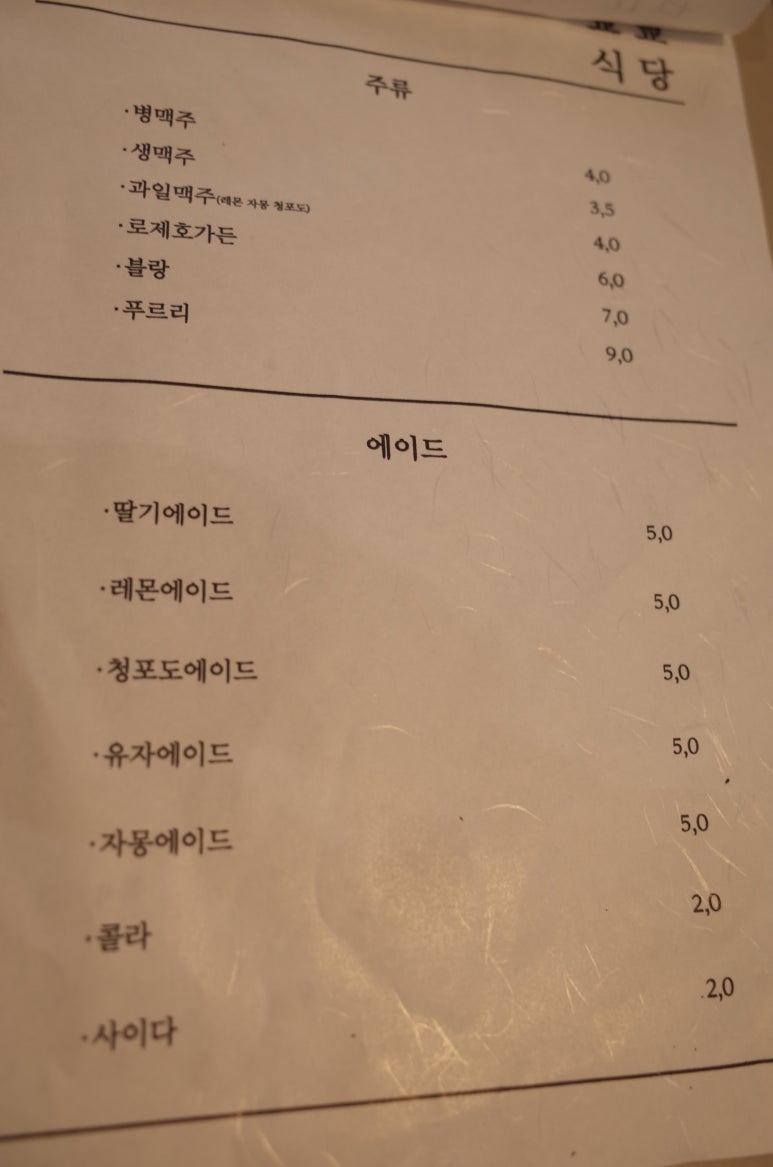 식당
주류
·병맥주 4,0
·생맥주 3,5
·과일맥주(레몬 자몽 청포도) 4,0
·로제호가든 6,0
·블랑 7,0
·푸르리 9,0
에이드
·딸기에이드 5,0
·레몬에이드 5,0
·청포도에이드 5,0
·유자에이드 5,0
·자몽에이드 5,0
·콜라 2,0
·사이다 2,0